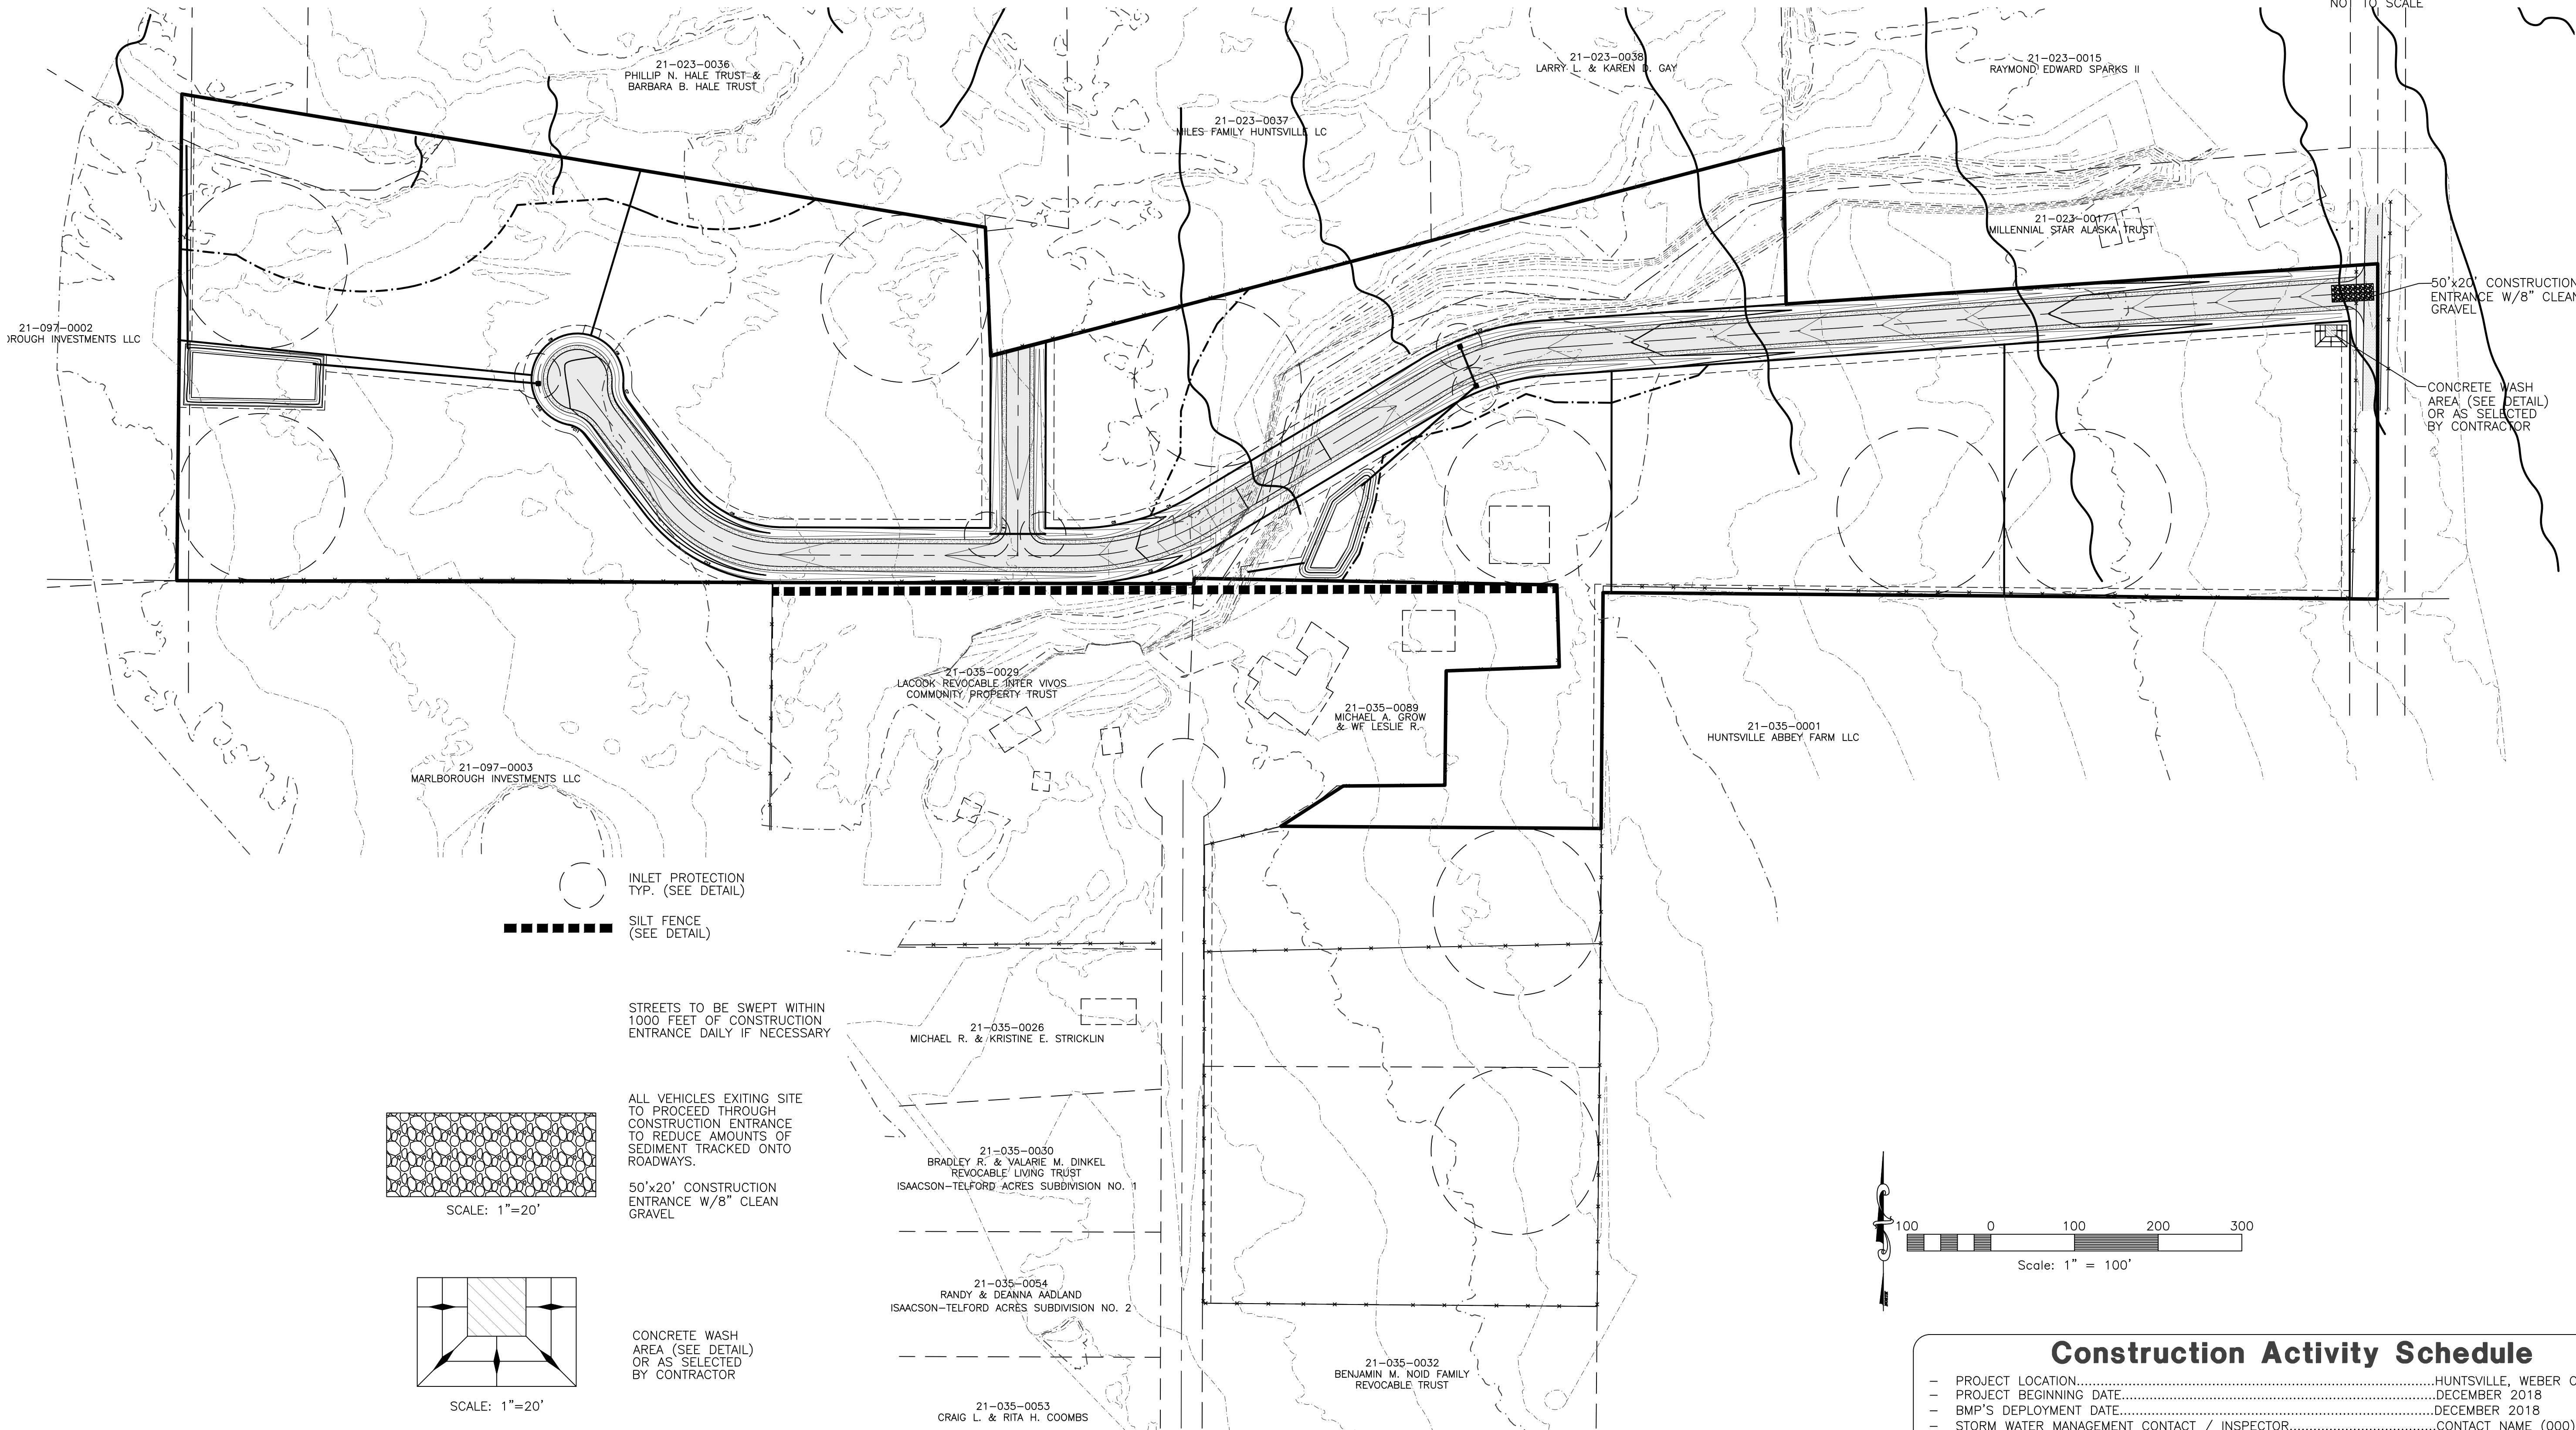 TO SCALE
21-023-0036
PHILLIP N. HALE TRUST &
BARBARA B. HALE TRUST
21-023-0037
MILES FAMILY HUNTSVILLE LC
21-023-0038
LARRY L. & KAREN D. GAY
21-023-0015
RAYMOND EDWARD SPARKS II
21-023-0017
MILLENNIAL STAR ALASKA TRUST
50'x20' CONSTRUCTION
ENTRANCE W/8" CLEAN
GRAVEL
21-097-0002
OROUGH INVESTMENTS LLC
CONCRETE WASH
AREA (SEE DETAIL)
OR AS SELECTED
BY CONTRACTOR
21-035-0029
LACOOK REVOCABLE INTER VIVOS
COMMUNITY PROPERTY TRUST
21-035-0089
MICHAEL A. GROW
& WF LESLIE R.
21-035-0001
HUNTSVILLE ABBEY FARM LLC
21-097-0003
MARLBOROUGH INVESTMENTS LLC
INLET PROTECTION
TYP. (SEE DETAIL)
SILT FENCE
(SEE DETAIL)
STREETS TO BE SWEPT WITHIN
1000 FEET OF CONSTRUCTION
ENTRANCE DAILY IF NECESSARY
21-035-0026
MICHAEL R. & KRISTINE E. STRICKLIN
ALL VEHICLES EXITING SITE
TO PROCEED THROUGH
CONSTRUCTION ENTRANCE
TO REDUCE AMOUNTS OF
SEDIMENT TRACKED ONTO
ROADWAYS.
50'x20' CONSTRUCTION
ENTRANCE W/8" CLEAN
GRAVEL
SCALE: 1"=20'
21-035-0030
BRADLEY R. & VALARIE M. DINKEL
REVOCABLE LIVING TRUST
ISAACSON-TELFORD ACRES SUBDIVISION NO. 1
100 0 100 200 300
Scale: 1" = 100'
21-035-0054
RANDY & DEANNA AADLAND
ISAACSON-TELFORD ACRES SUBDIVISION NO. 2
CONCRETE WASH
AREA (SEE DETAIL)
OR AS SELECTED
BY CONTRACTOR
SCALE: 1"=20'
21-035-0032
BENJAMIN M. NOID FAMILY
REVOCABLE TRUST
21-035-0053
CRAIG L. & RITA H. COOMBS
Construction Activity Schedule
- PROJECT LOCATION........HUNTSVILLE, WEBER C
- PROJECT BEGINNING DATE........DECEMBER 2018
- BMP'S DEPLOYMENT DATE........DECEMBER 2018
- STORM WATER MANAGEMENT CONTACT / INSPECTOR........CONTACT NAME (000)